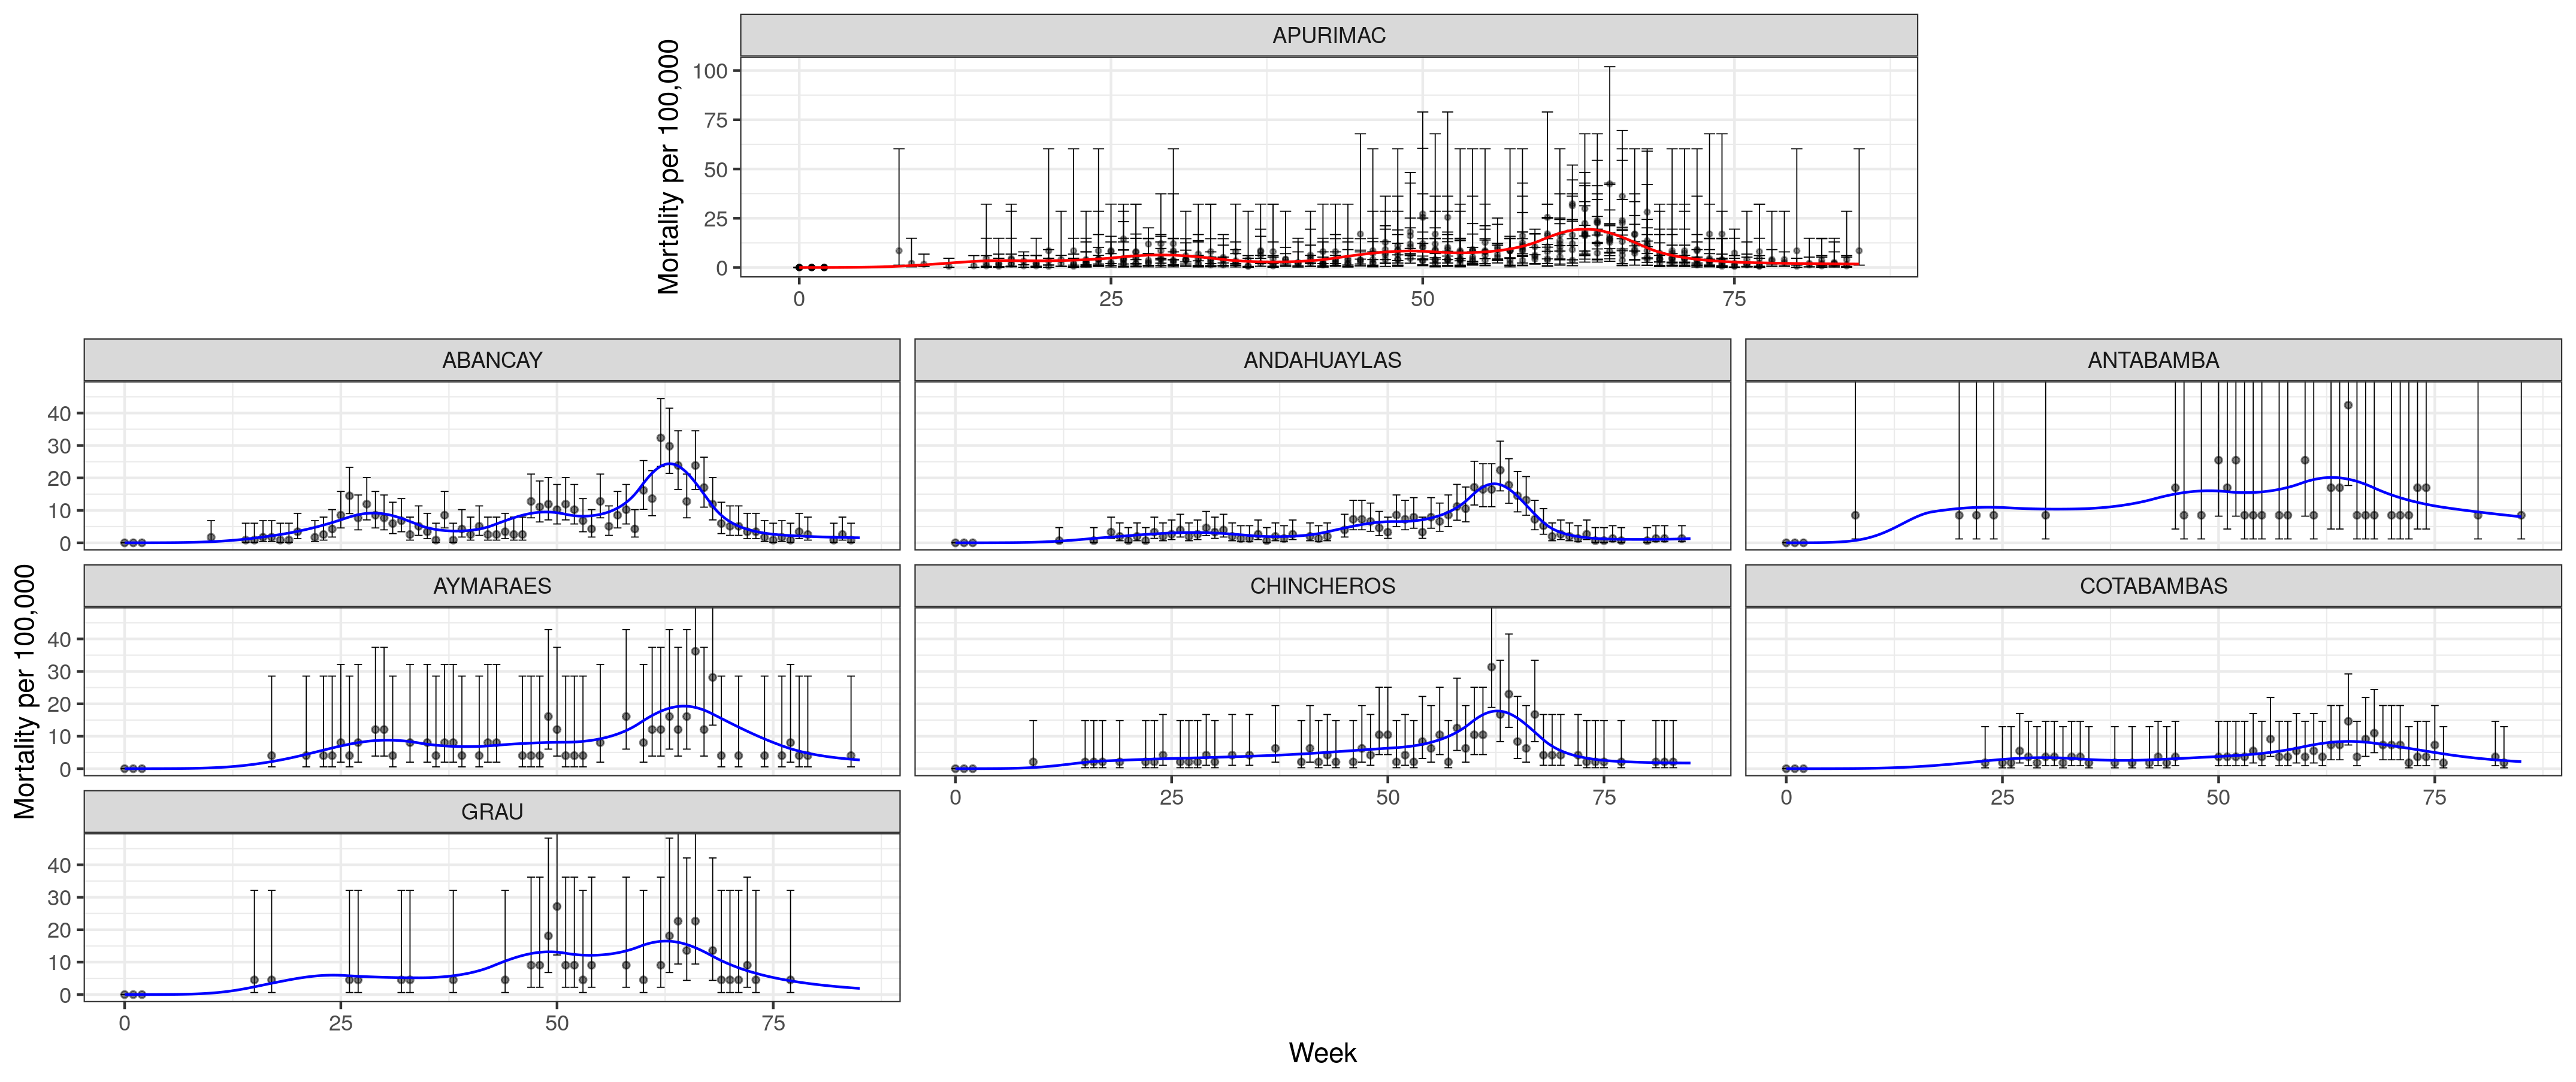 APURIMAC
Mortality per 100,000
100
75
50
25
0
0 25 50 75
ABANCAY ANDAHUAYLAS ANTABAMBA
40
30
20
10
0
AYMARAES CHINCHEROS COTABAMBAS
Mortality per 100,000
40
30
20
10
0
0 25 50 75 0 25 50 75
GRAU
40
30
20
10
0
0 25 50 75
Week